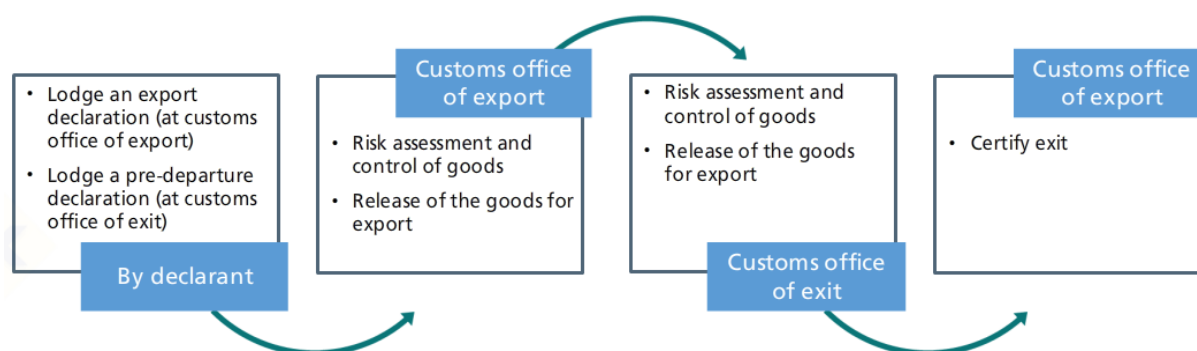 • Lodge an export
declaration (at customs
office of export)
• Lodge a pre-departure
declaration (at customs
office of exit)
By declarant
Customs office
of export
• Risk assessment and
control of goods
• Release of the goods for
export
• Risk assessment and
control of goods
• Release of the goods
for export
Customs office
of exit
Customs office
of export
• Certify exit